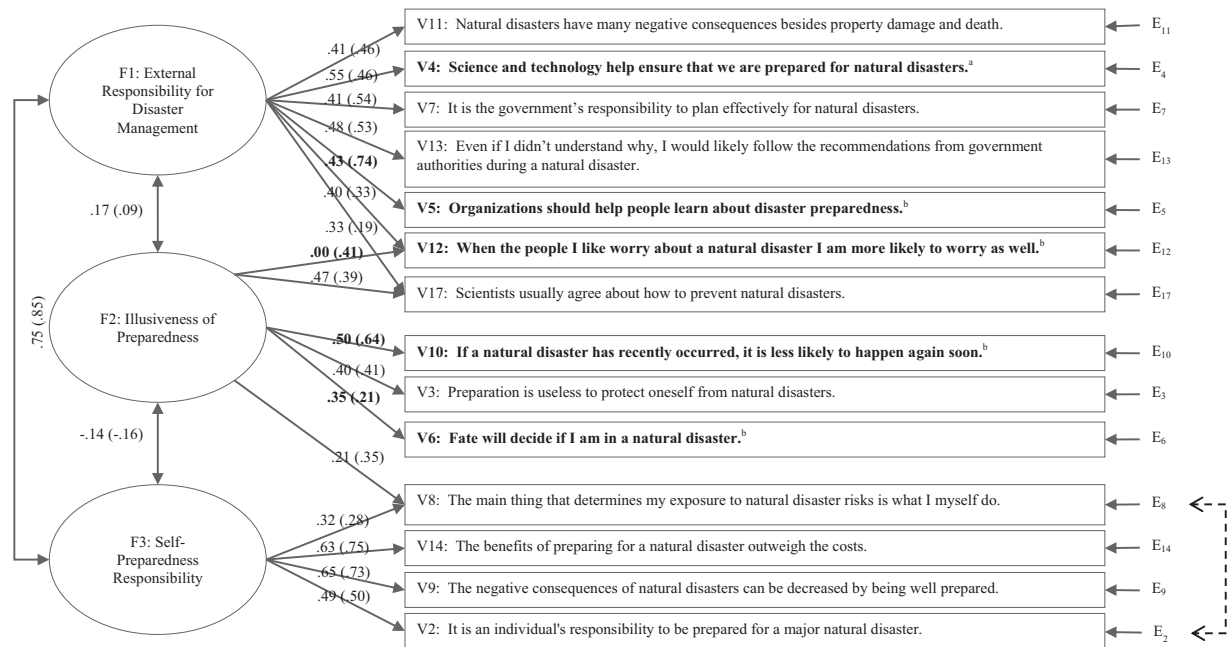 V11: Natural disasters have many negative consequences besides property damage and death.
E11
.41 (.46)
F1: External
Responsibility for
Disaster
Management
.55 (.46)
V4: Science and technology help ensure that we are prepared for natural disasters.a
E4
.41 (.54)
V7: It is the government’s responsibility to plan effectively for natural disasters.
E7
.48 (.53)
V13: Even if I didn’t understand why, I would likely follow the recommendations from government
authorities during a natural disaster.
E13
.43 (.74)
.40 (.33)
V5: Organizations should help people learn about disaster preparedness.b
E5
.17 (.09)
.33 (.19)
V12: When the people I like worry about a natural disaster I am more likely to worry as well.b
E12
.00 (.41)
.47 (.39)
V17: Scientists usually agree about how to prevent natural disasters.
E17
.75 (.85)
F2: Illusiveness of
Preparedness
.50 (.64)
V10: If a natural disaster has recently occurred, it is less likely to happen again soon.b
E10
.40 (.41)
V3: Preparation is useless to protect oneself from natural disasters.
E3
.35 (.21)
V6: Fate will decide if I am in a natural disaster.b
E6
-.14 (-.16)
.21 (.35)
V8: The main thing that determines my exposure to natural disaster risks is what I myself do.
E8
.32 (.28)
F3: Self-
Preparedness
Responsibility
.63 (.75)
V14: The benefits of preparing for a natural disaster outweigh the costs.
E14
.65 (.73)
V9: The negative consequences of natural disasters can be decreased by being well prepared.
E9
.49 (.50)
V2: It is an individual's responsibility to be prepared for a major natural disaster.
E2